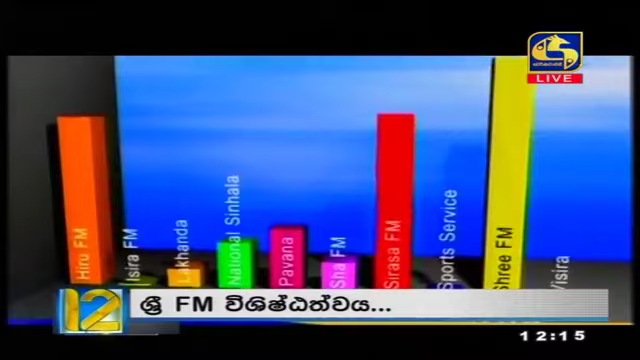 LIVE
Hiru FM
Isira FM
Lakhanda
National Sinhala
Pavana
Sha FM
Sirasa FM
Sports Service
Shree FM
Visira
12
ශ්‍රී FM විශිෂ්ඨත්වය...
12:15